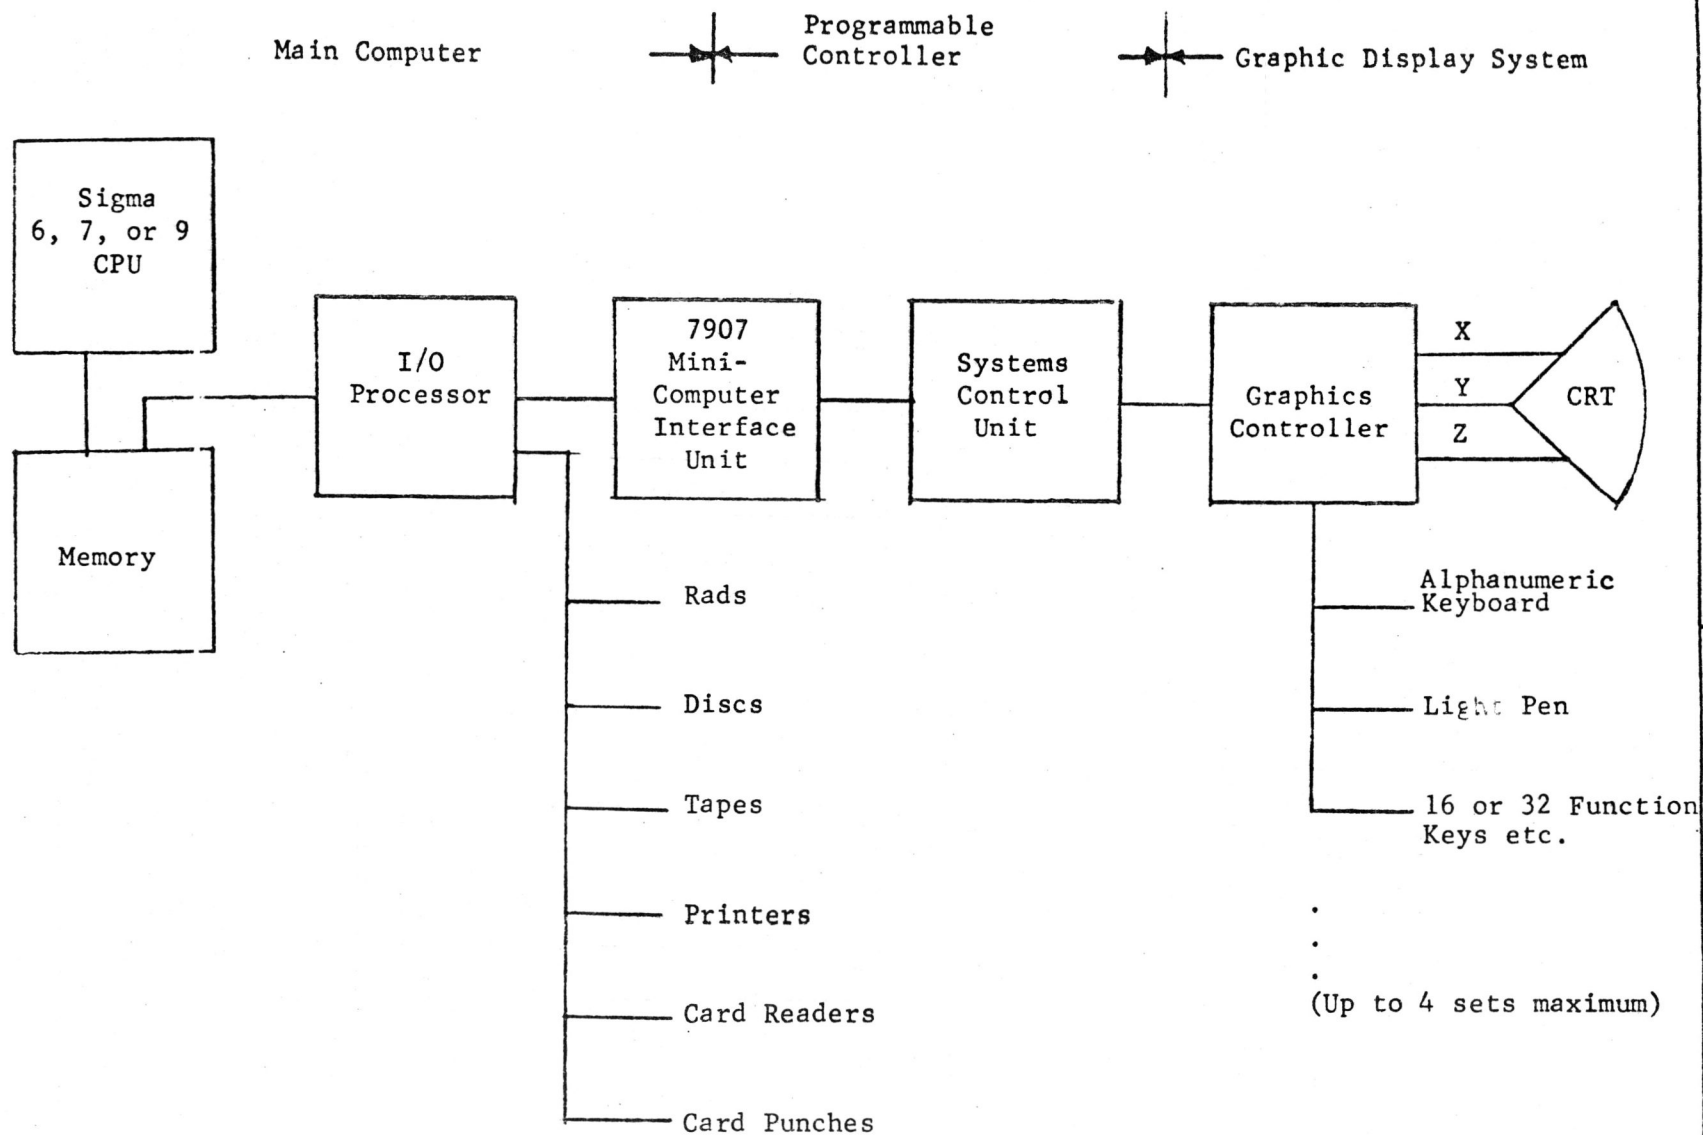 Main Computer
Programmable
Controller
Graphic Display System
Sigma
6, 7, or 9
CPU
Memory
I/O
Processor
7907
Mini-
Computer
Interface
Unit
Systems
Control
Unit
Graphics
Controller
X
Y
Z
CRT
Rads
Discs
Tapes
Printers
Card Readers
Card Punches
Alphanumeric
Keyboard
Light Pen
16 or 32 Function
Keys etc.
.
.
.
(Up to 4 sets maximum)